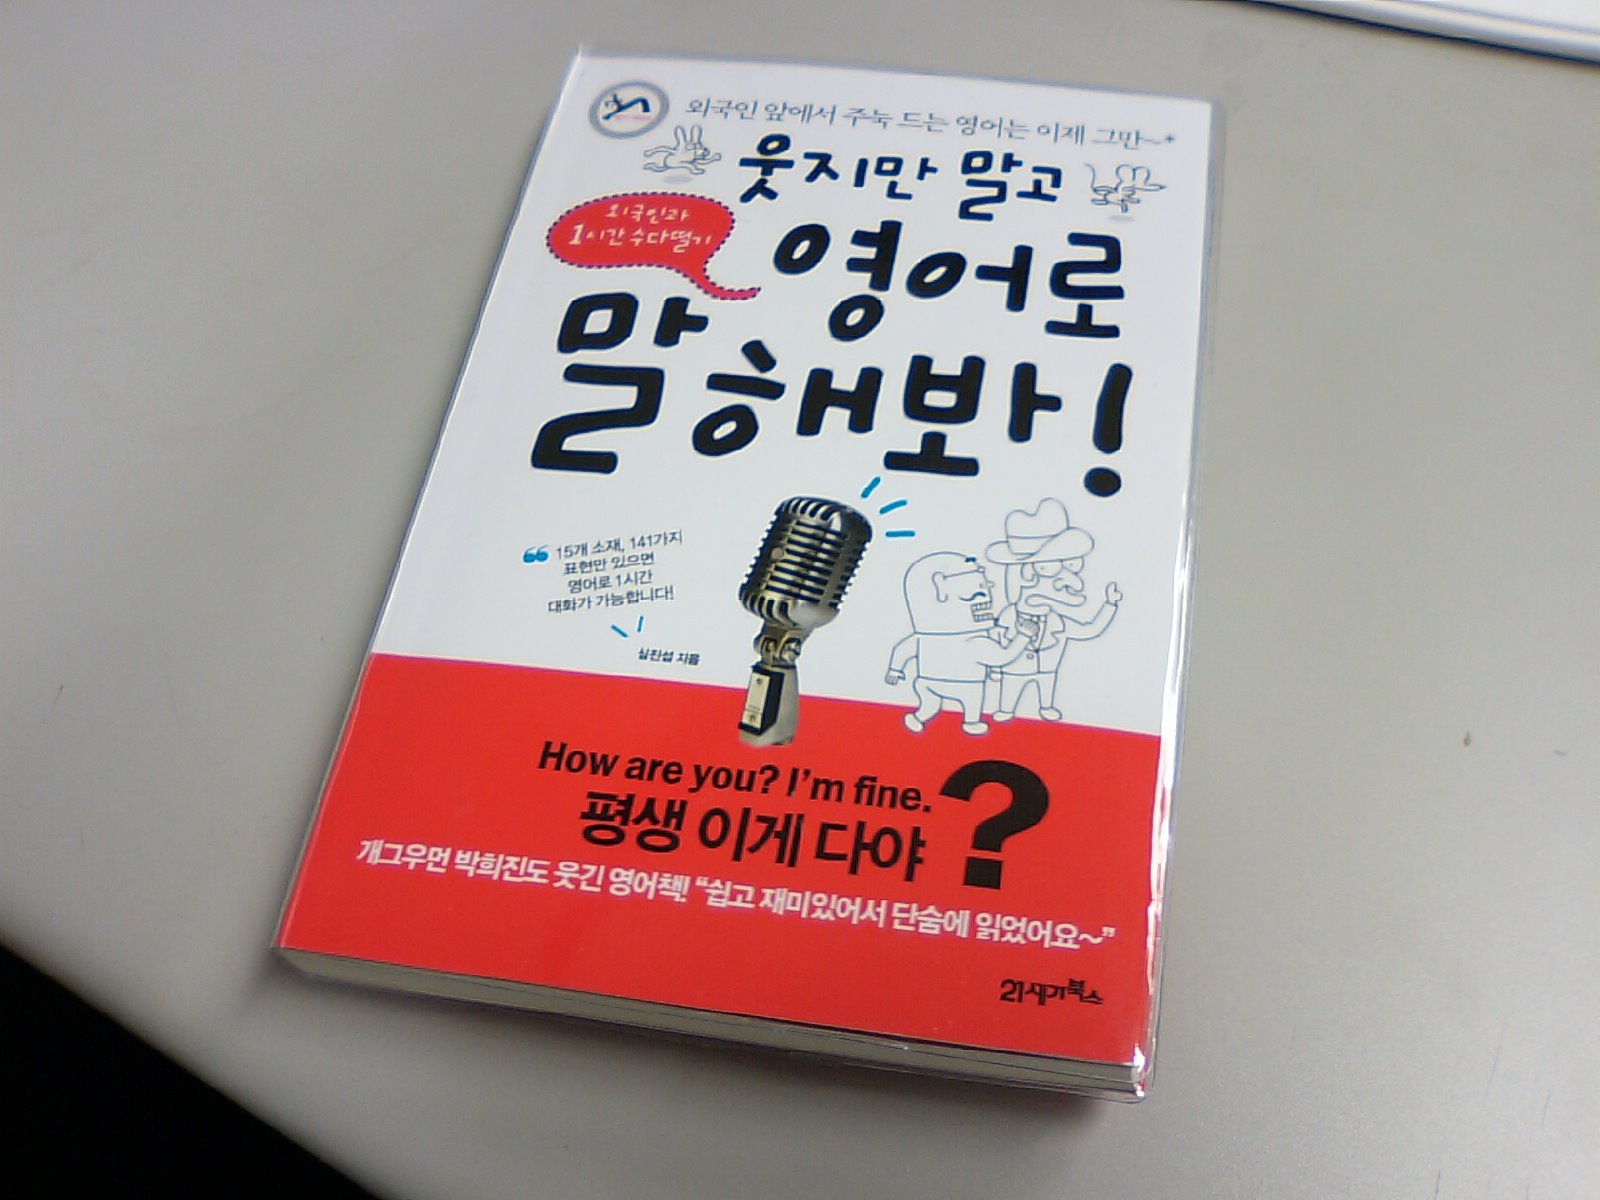 외국인 앞에서 주눅 드는 영어는 이제 그만~*
웃지만 말고
외국인과
1시간 수다떨기
영어로
말해봐!
15개 소재, 141가지
표현만 있으면
영어로 1시간
대화가 가능합니다!
심진섭 지음
How are you? I'm fine.
평생 이게 다야?
개그우먼 박희진도 웃긴 영어책! "쉽고 재미있어서 단숨에 읽었어요~"
21세기북스